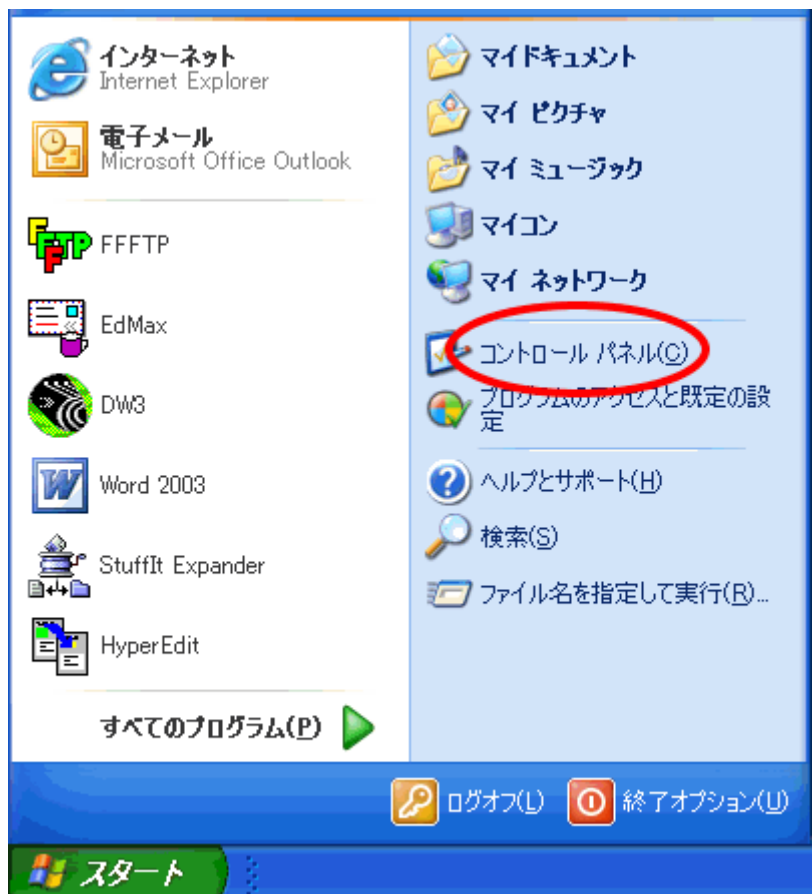 インターネット
Internet Explorer
電子メール
Microsoft Office Outlook
FFFTP
EdMax
DW3
Word 2003
StuffIt Expander
HyperEdit
すべてのプログラム(P)
マイドキュメント
マイ ピクチャ
マイ ミュージック
マイコン
マイ ネットワーク
コントロール パネル(C)
プログラムのアクセスと既定の設
定
ヘルプとサポート(H)
検索(S)
ファイル名を指定して実行(R)...
ログオフ(L)
終了オプション(U)
スタート